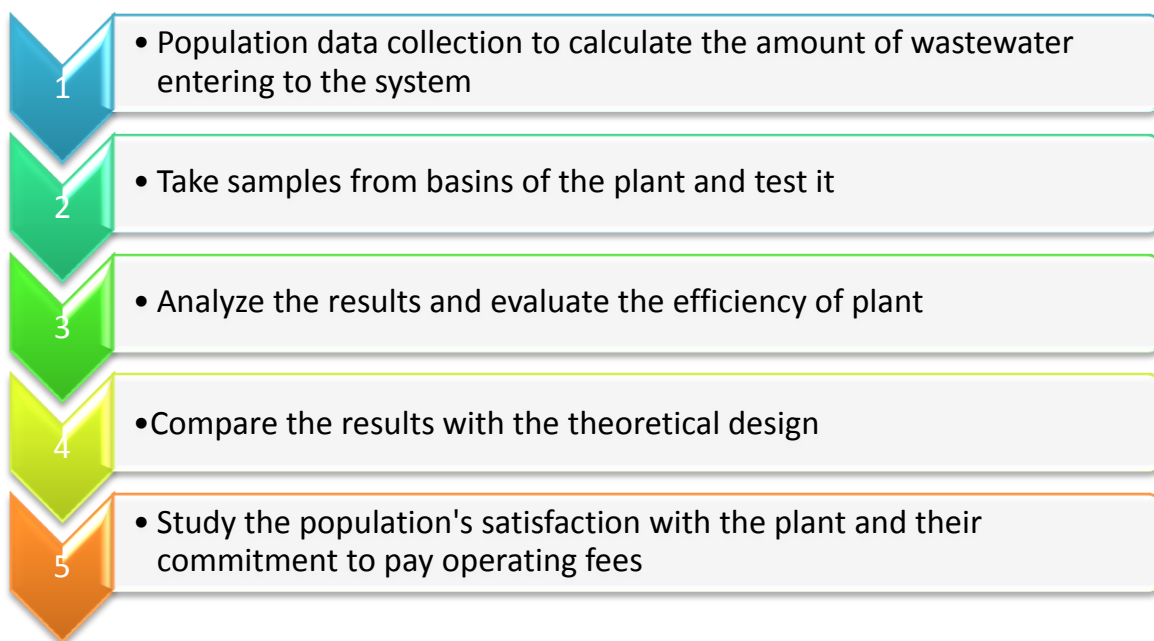 1
• Population data collection to calculate the amount of wastewater
entering to the system
2
• Take samples from basins of the plant and test it
3
• Analyze the results and evaluate the efficiency of plant
4
•Compare the results with the theoretical design
5
• Study the population's satisfaction with the plant and their
commitment to pay operating fees